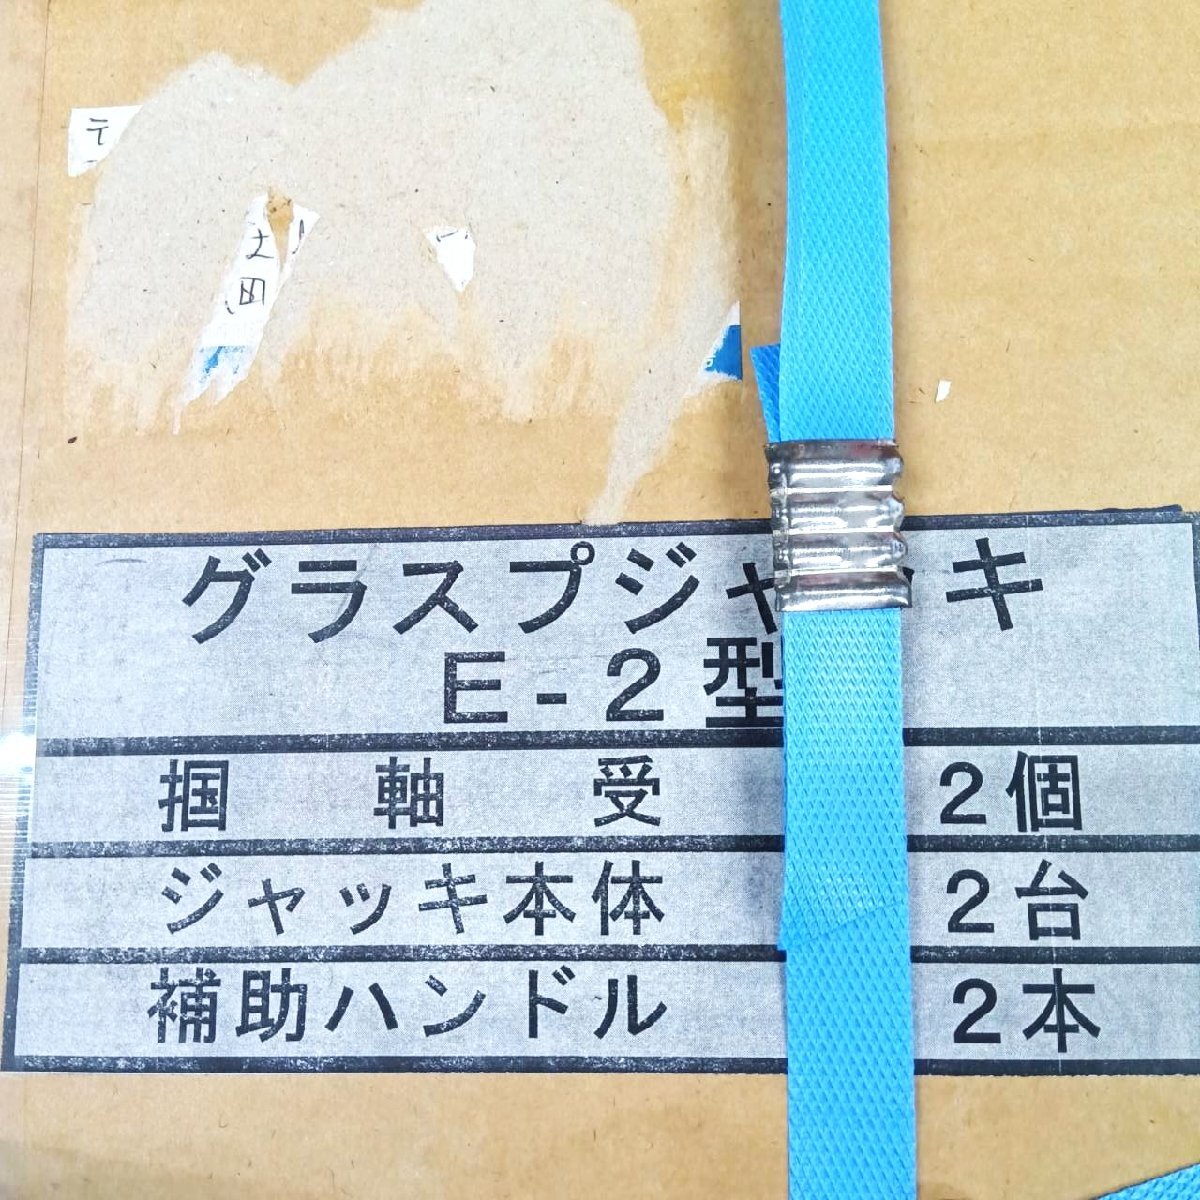 グラスプジャッキ
E-2型
掴軸受 2個
ジャッキ本体 2台
補助ハンドル 2本